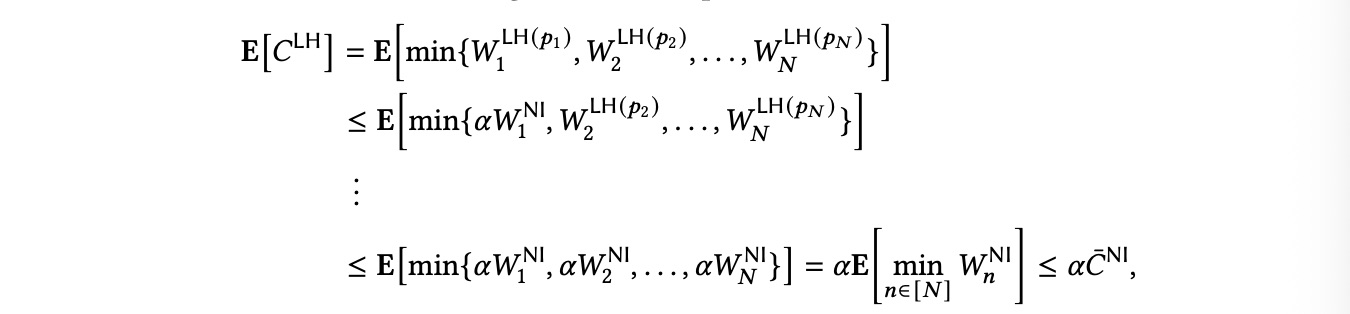 E[C^{LH}] = E[min{W_1^{LH(p_1)}, W_2^{LH(p_2)}, ..., W_N^{LH(p_N)}}]
≤ E[min{αW_1^{NI}, W_2^{LH(p_2)}, ..., W_N^{LH(p_N)}}]
⋮
≤ E[min{αW_1^{NI}, αW_2^{NI}, ..., αW_N^{NI}}] = αE[min_{n∈[N]} W_n^{NI}] ≤ αC̄^{NI},